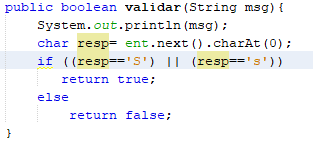 public boolean validar(String msg){
System.out.println(msg);
char resp= ent.next().charAt(0);
if ((resp=='S') || (resp=='s'))
return true;
else
return false;
}